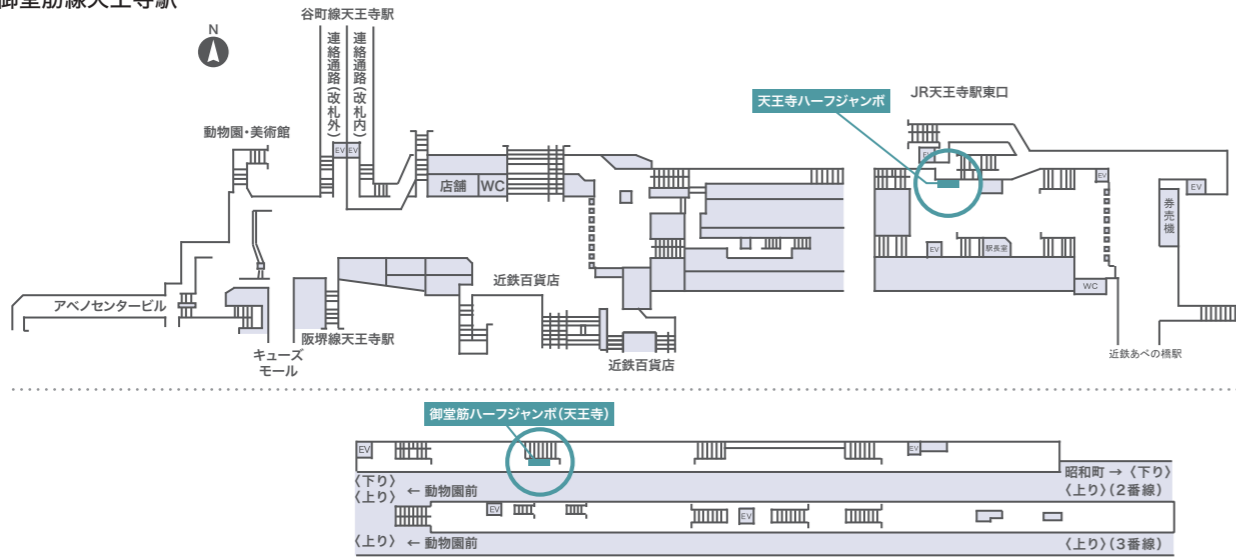 御堂筋線天王寺駅
谷町線天王寺駅
N
連絡通路(改札外)
連絡通路(改札内)
JR天王寺駅東口
天王寺ハーフジャンボ
動物園・美術館
EV
EV
EV
店舗
WC
EV
EV
券売機
EV
駅長室
WC
近鉄百貨店
アベノセンタービル
阪堺線天王寺駅
キューズ
モール
近鉄百貨店
近鉄あべの橋駅
御堂筋ハーフジャンボ(天王寺)
EV
EV
〈下り〉
〈上り〉 ← 動物園前
昭和町 → 〈下り〉
〈上り〉(2番線)
EV
EV
〈上り〉 ← 動物園前
〈上り〉(3番線)